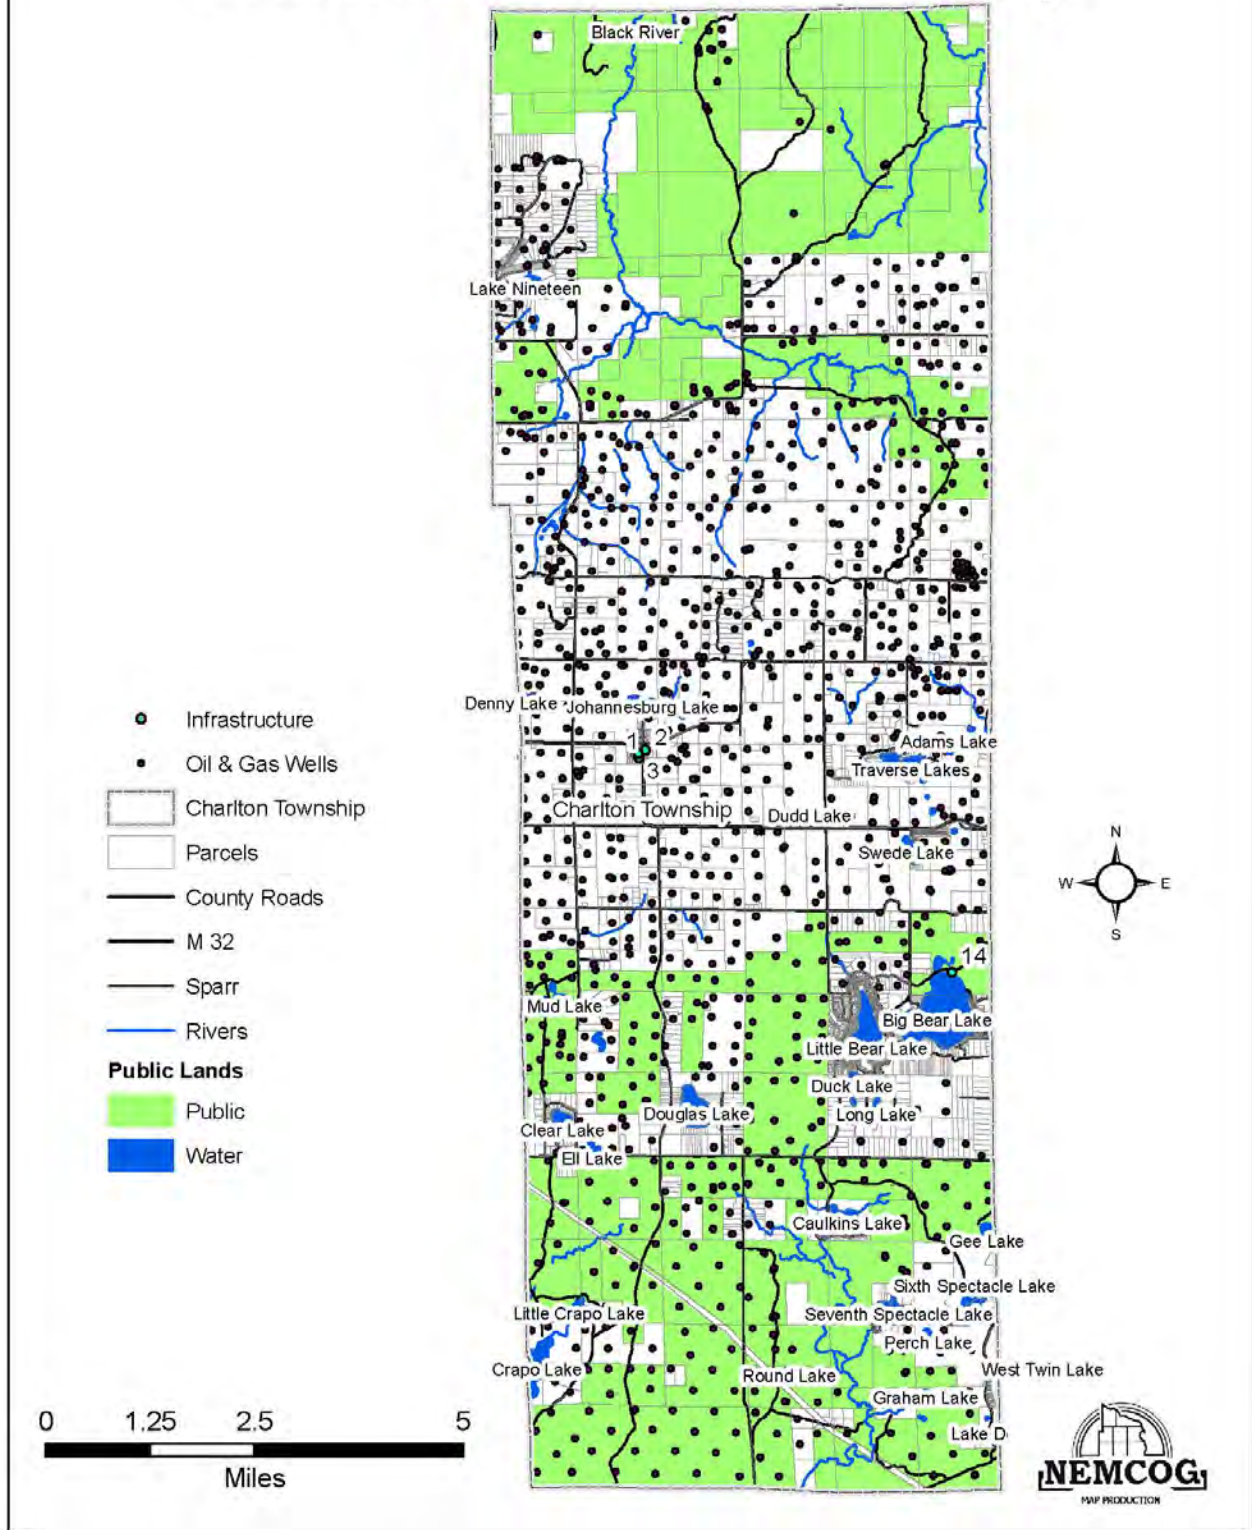 Black River
Lake Nineteen
Denny Lake
Johannesburg Lake
1
2
3
Adams Lake
Traverse Lakes
Charlton Township
Dudd Lake
Swede Lake
14
Mud Lake
Big Bear Lake
Little Bear Lake
Duck Lake
Douglas Lake
Long Lake
Clear Lake
Ell Lake
Caulkins Lake
Gee Lake
Sixth Spectacle Lake
Little Crapo Lake
Seventh Spectacle Lake
Perch Lake
Crapo Lake
Round Lake
West Twin Lake
Graham Lake
Lake D
Infrastructure
Oil & Gas Wells
Charlton Township
Parcels
County Roads
M 32
Sparr
Rivers
Public Lands
Public
Water
N
W E
S
0 1.25 2.5 5
Miles
NEMCOG
MAP PRODUCTION